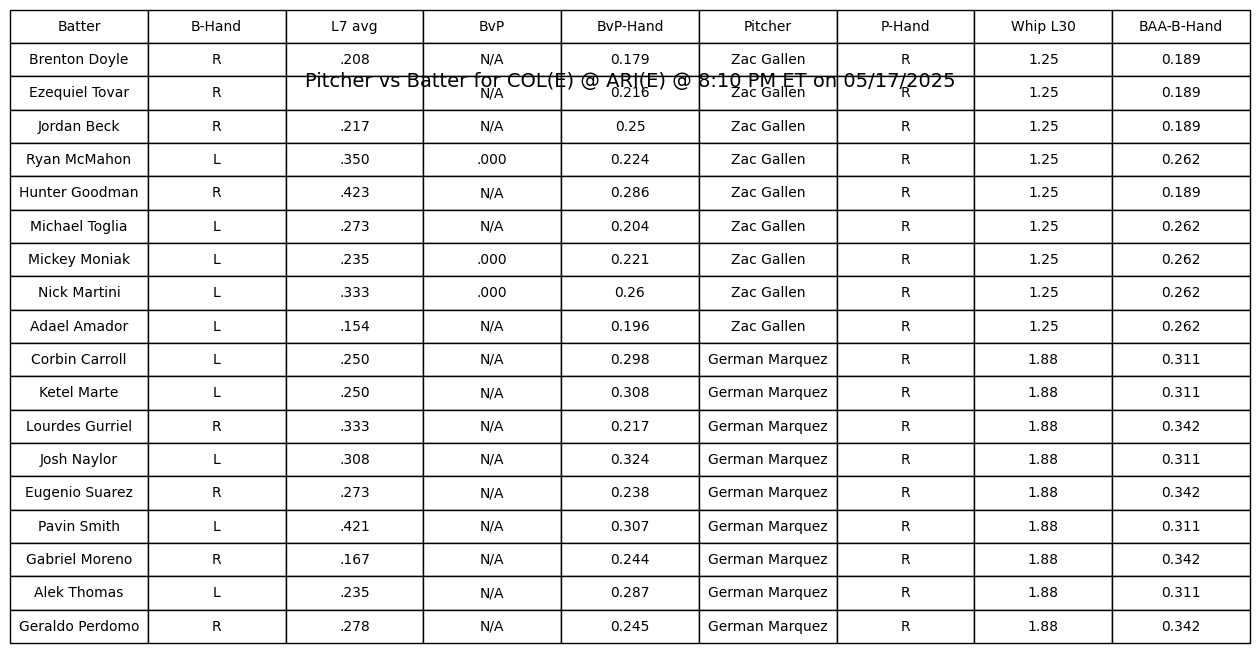 Batter B-Hand L7 avg BvP BvP-Hand Pitcher P-Hand Whip L30 BAA-B-Hand
Brenton Doyle R .208 N/A 0.179 Zac Gallen R 1.25 0.189
Pitcher vs Batter for COL(E) @ ARI(E) @ 8:10 PM ET on 05/17/2025
Ezequiel Tovar R N/A 0.216 Zac Gallen R 1.25 0.189
Jordan Beck R .217 N/A 0.25 Zac Gallen R 1.25 0.189
Ryan McMahon L .350 .000 0.224 Zac Gallen R 1.25 0.262
Hunter Goodman R .423 N/A 0.286 Zac Gallen R 1.25 0.189
Michael Toglia L .273 N/A 0.204 Zac Gallen R 1.25 0.262
Mickey Moniak L .235 .000 0.221 Zac Gallen R 1.25 0.262
Nick Martini L .333 .000 0.26 Zac Gallen R 1.25 0.262
Adael Amador L .154 N/A 0.196 Zac Gallen R 1.25 0.262
Corbin Carroll L .250 N/A 0.298 German Marquez R 1.88 0.311
Ketel Marte L .250 N/A 0.308 German Marquez R 1.88 0.311
Lourdes Gurriel R .333 N/A 0.217 German Marquez R 1.88 0.342
Josh Naylor L .308 N/A 0.324 German Marquez R 1.88 0.311
Eugenio Suarez R .273 N/A 0.238 German Marquez R 1.88 0.342
Pavin Smith L .421 N/A 0.307 German Marquez R 1.88 0.311
Gabriel Moreno R .167 N/A 0.244 German Marquez R 1.88 0.342
Alek Thomas L .235 N/A 0.287 German Marquez R 1.88 0.311
Geraldo Perdomo R .278 N/A 0.245 German Marquez R 1.88 0.342